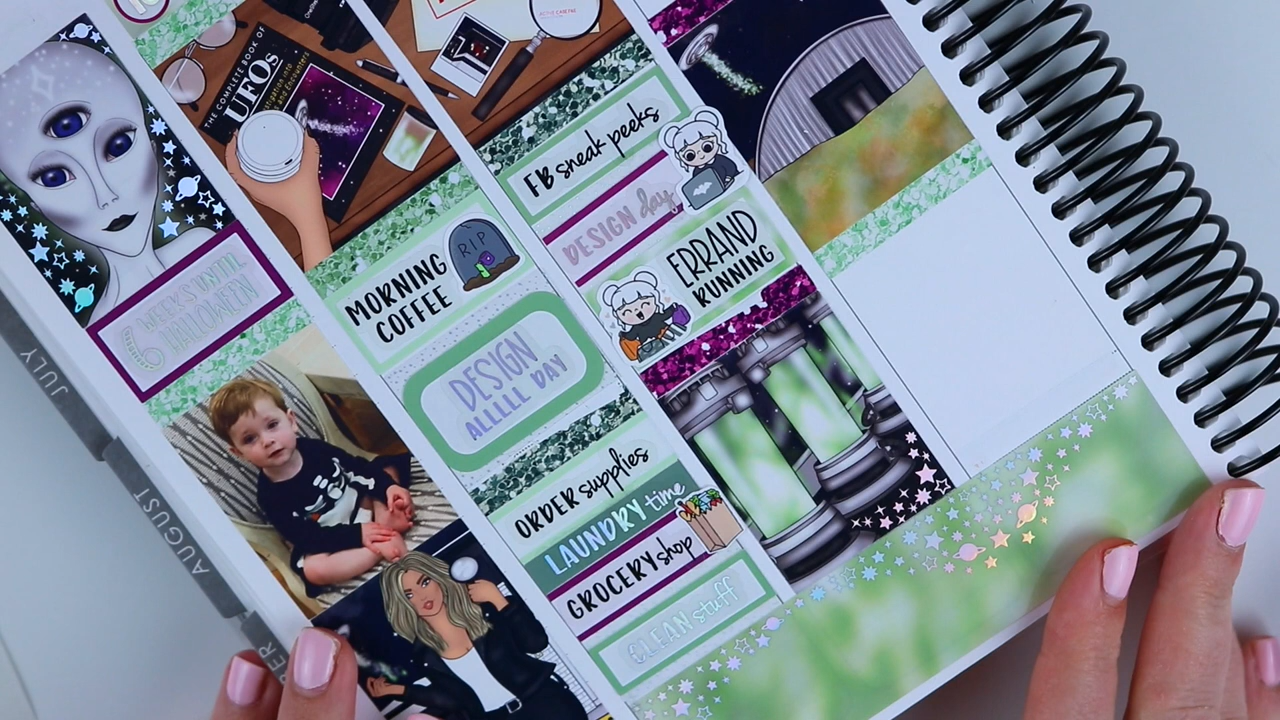 THE COMPLETE BOOK OF
UFOs
6 WEEKS UNTIL
HALLOWEEN
MORNING
COFFEE
RIP
DESIGN
ALLLL DAY
FB sneak peeks
DESIGN day
ERRAND
RUNNING
ORDER supplies
LAUNDRY time
GROCERY shop
CLEAN stuff
JULY
AUGUST